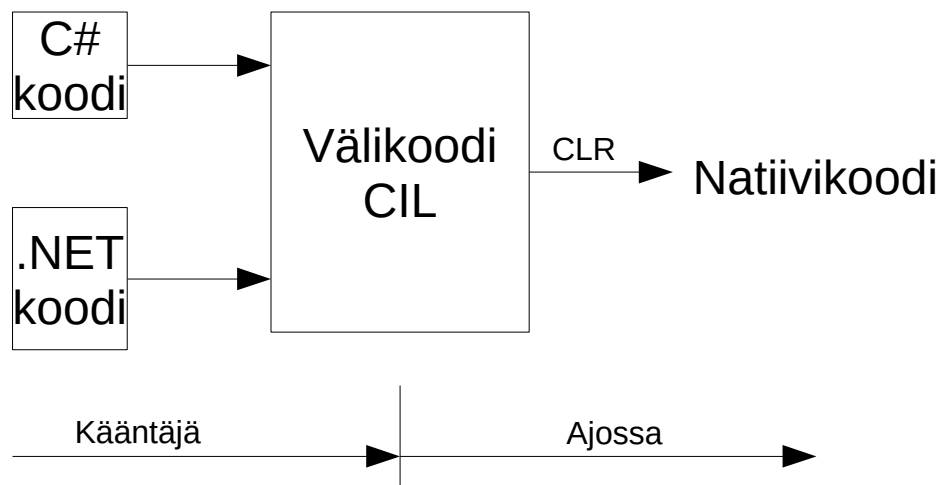 C#
koodi
Välikoodi
CIL
CLR
Natiivikoodi
.NET
koodi
Kääntäjä
Ajossa